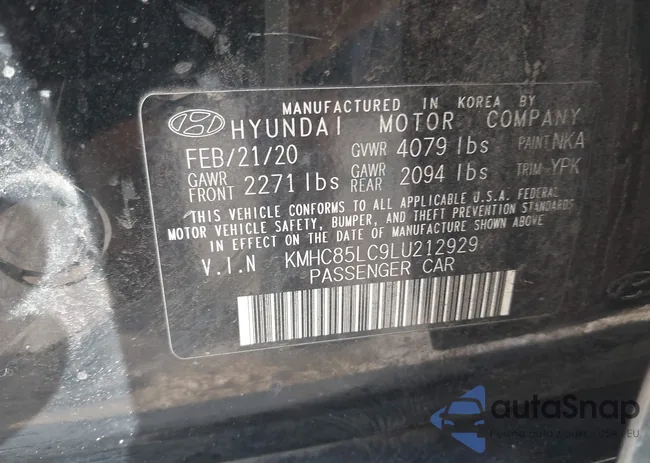 MANUFACTURED IN KOREA BY
HYUNDAI MOTOR COMPANY
FEB/21/20 GVWR 4079 lbs PAINT NKA
GAWR FRONT 2271 lbs GAWR REAR 2094 lbs TRIM YPK
THIS VEHICLE CONFORMS TO ALL APPLICABLE U.S.A. FEDERAL
MOTOR VEHICLE SAFETY, BUMPER, AND THEFT PREVENTION STANDARDS
IN EFFECT ON THE DATE OF MANUFACTURE SHOWN ABOVE
V.I.N KMHC85LC9LU212929
PASSENGER CAR
autaSnap